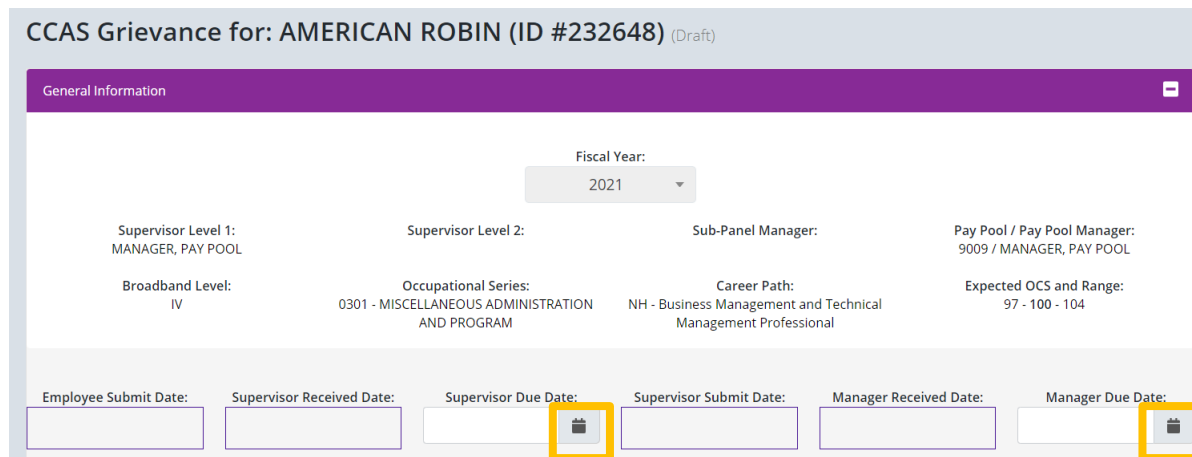 CCAS Grievance for: AMERICAN ROBIN (ID #232648) (Draft)
General Information
Fiscal Year:
2021
Supervisor Level 1:
MANAGER, PAY POOL
Supervisor Level 2:
Sub-Panel Manager:
Pay Pool / Pay Pool Manager:
9009 / MANAGER, PAY POOL
Broadband Level:
IV
Occupational Series:
0301 - MISCELLANEOUS ADMINISTRATION
AND PROGRAM
Career Path:
NH - Business Management and Technical
Management Professional
Expected OCS and Range:
97 - 100 - 104
Employee Submit Date:
Supervisor Received Date:
Supervisor Due Date:
Supervisor Submit Date:
Manager Received Date:
Manager Due Date: